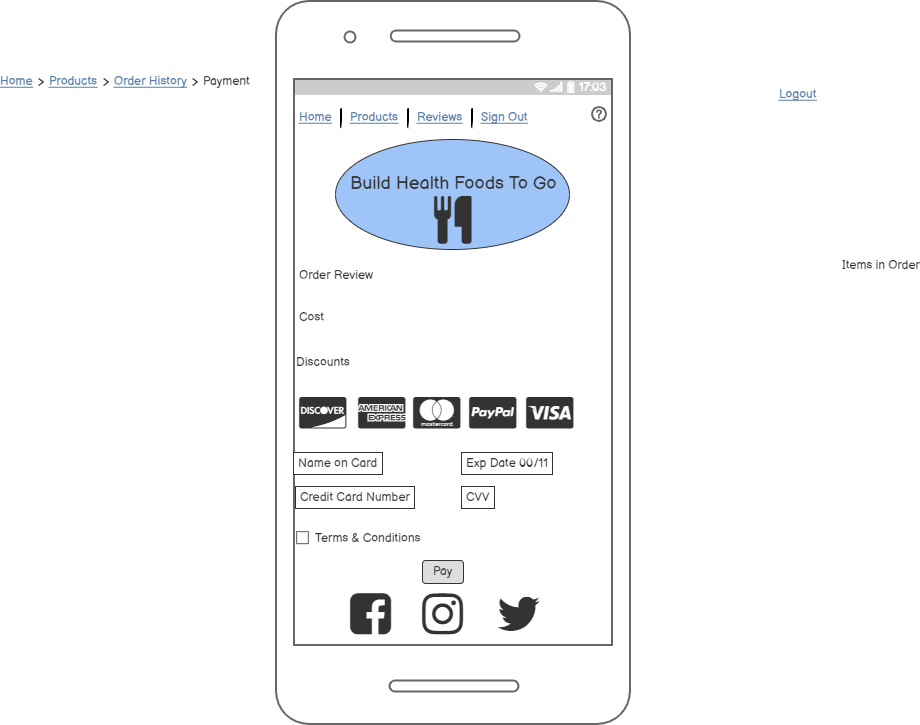 Home > Products > Order History > Payment
Logout
17:03
Home | Products | Reviews | Sign Out ?
Build Health Foods To Go
Items in Order
Order Review
Cost
Discounts
DISCOVER AMERICAN EXPRESS mastercard. PayPal VISA
Name on Card Exp Date 00/11
Credit Card Number CVV
Terms & Conditions
Pay